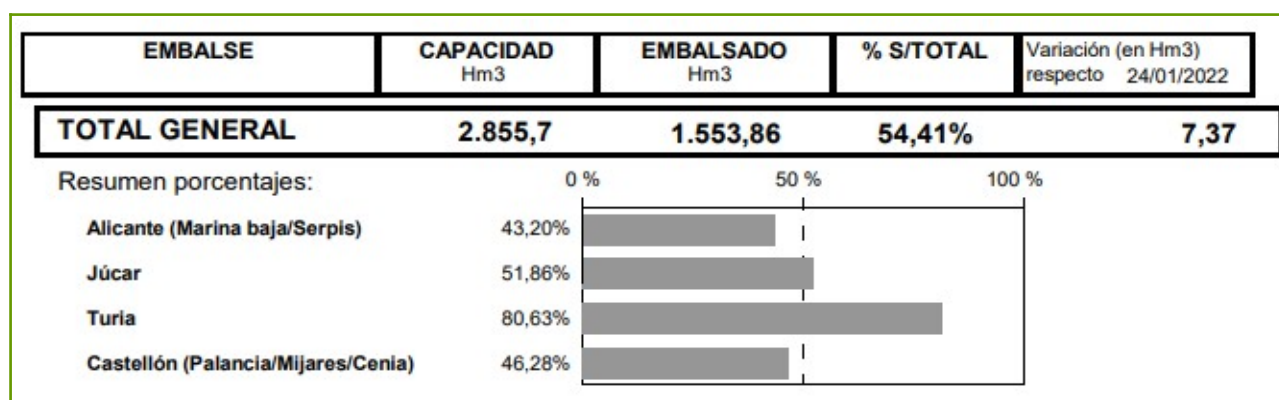 EMBALSE CAPACIDAD EMBALSADO % S/TOTAL Variación (en Hm3)
Hm3 Hm3 respecto 24/01/2022
TOTAL GENERAL 2.855,7 1.553,86 54,41% 7,37
Resumen porcentajes: 0 % 50 % 100 %
Alicante (Marina baja/Serpis) 43,20%
Júcar 51,86%
Turia 80,63%
Castellón (Palancia/Mijares/Cenia) 46,28%